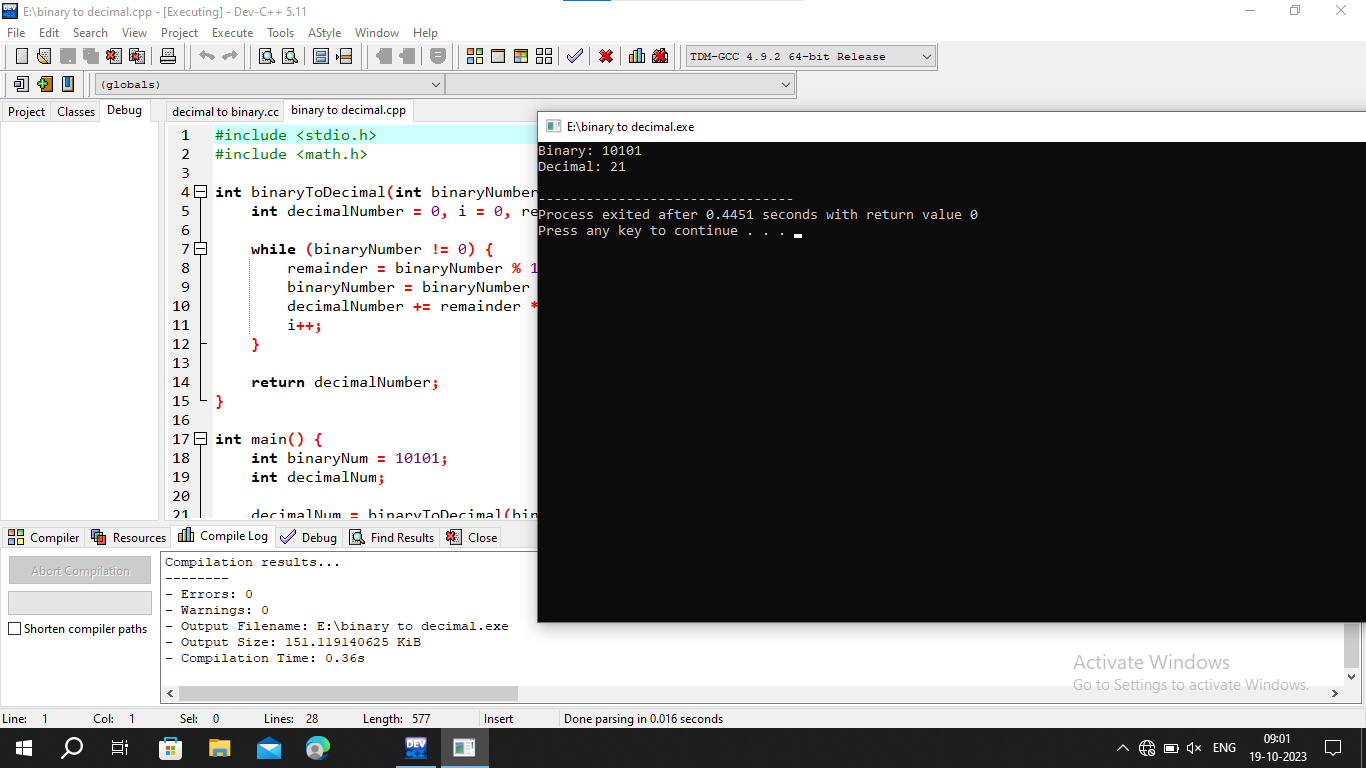 E:\binary to decimal.cpp - [Executing] - Dev-C++ 5.11
File Edit Search View Project Execute Tools AStyle Window Help
TDM-GCC 4.9.2 64-bit Release
(globals)
Project Classes Debug
decimal to binary.cc binary to decimal.cpp
1 #include <stdio.h>
2 #include <math.h>
3
4 int binaryToDecimal(int binaryNumber
5 int decimalNumber = 0, i = 0, re
6
7 while (binaryNumber != 0) {
8 remainder = binaryNumber % 1
9 binaryNumber = binaryNumber
10 decimalNumber += remainder *
11 i++;
12 }
13
14 return decimalNumber;
15 }
16
17 int main() {
18 int binaryNum = 10101;
19 int decimalNum;
20
21 decimalNum = binaryToDecimal(bin
E:\binary to decimal.exe
Binary: 10101
Decimal: 21
--------------------------------
Process exited after 0.4451 seconds with return value 0
Press any key to continue . . .
Compiler Resources Compile Log Debug Find Results Close
Abort Compilation
Shorten compiler paths
Compilation results...
--------
- Errors: 0
- Warnings: 0
- Output Filename: E:\binary to decimal.exe
- Output Size: 151.119140625 KiB
- Compilation Time: 0.36s
Activate Windows
Go to Settings to activate Windows.
Line: 1 Col: 1 Sel: 0 Lines: 28 Length: 577 Insert Done parsing in 0.016 seconds
DEV
ENG
09:01
19-10-2023